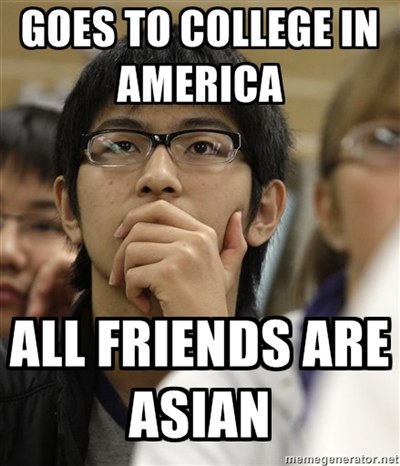 GOES TO COLLEGE IN
AMERICA
ALL FRIENDS ARE
ASIAN
memegenerator.net